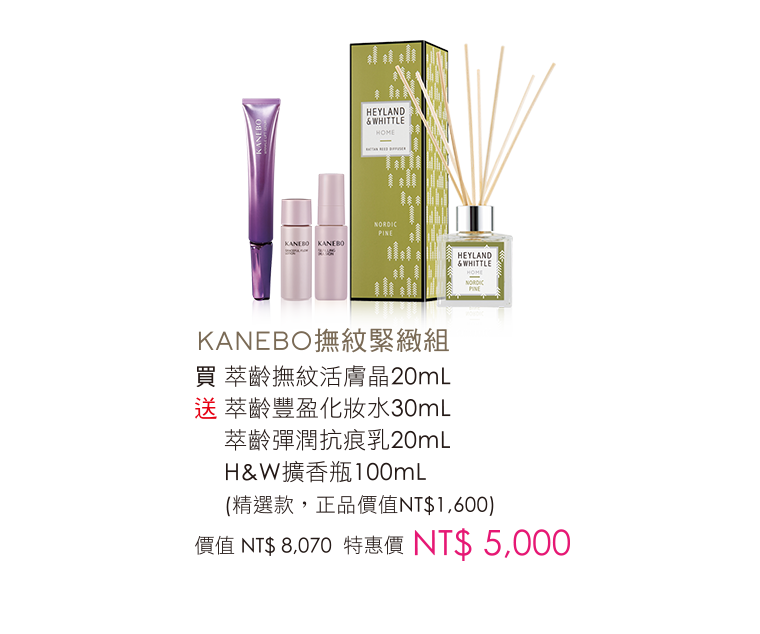 HEYLAND
&WHITTLE
HOME
RATTAN REED DIFFUSER
NORDIC
PINE
KANEBO
KANEBO
KANEBO
HEYLAND
&WHITTLE
HOME
NORDIC
PINE
KANEBO撫紋緊緻組
買 萃齡撫紋活膚晶20mL
送 萃齡豐盈化妝水30mL
萃齡彈潤抗痕乳20mL
H&W擴香瓶100mL
(精選款，正品價值NT$1,600)
價值 NT$ 8,070 特惠價 NT$ 5,000